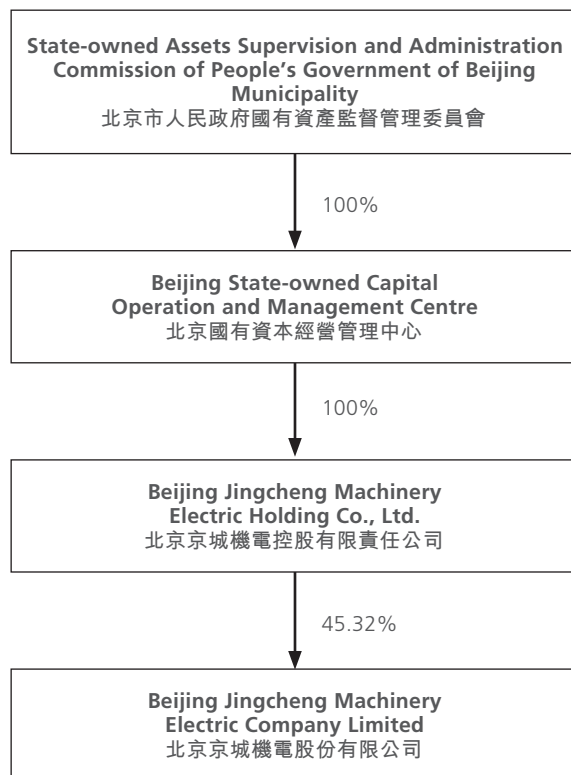 State-owned Assets Supervision and Administration
Commission of People's Government of Beijing
Municipality
北京市人民政府國有資產監督管理委員會
100%
Beijing State-owned Capital
Operation and Management Centre
北京國有資本經營管理中心
100%
Beijing Jingcheng Machinery
Electric Holding Co., Ltd.
北京京城機電控股有限責任公司
45.32%
Beijing Jingcheng Machinery
Electric Company Limited
北京京城機電股份有限公司